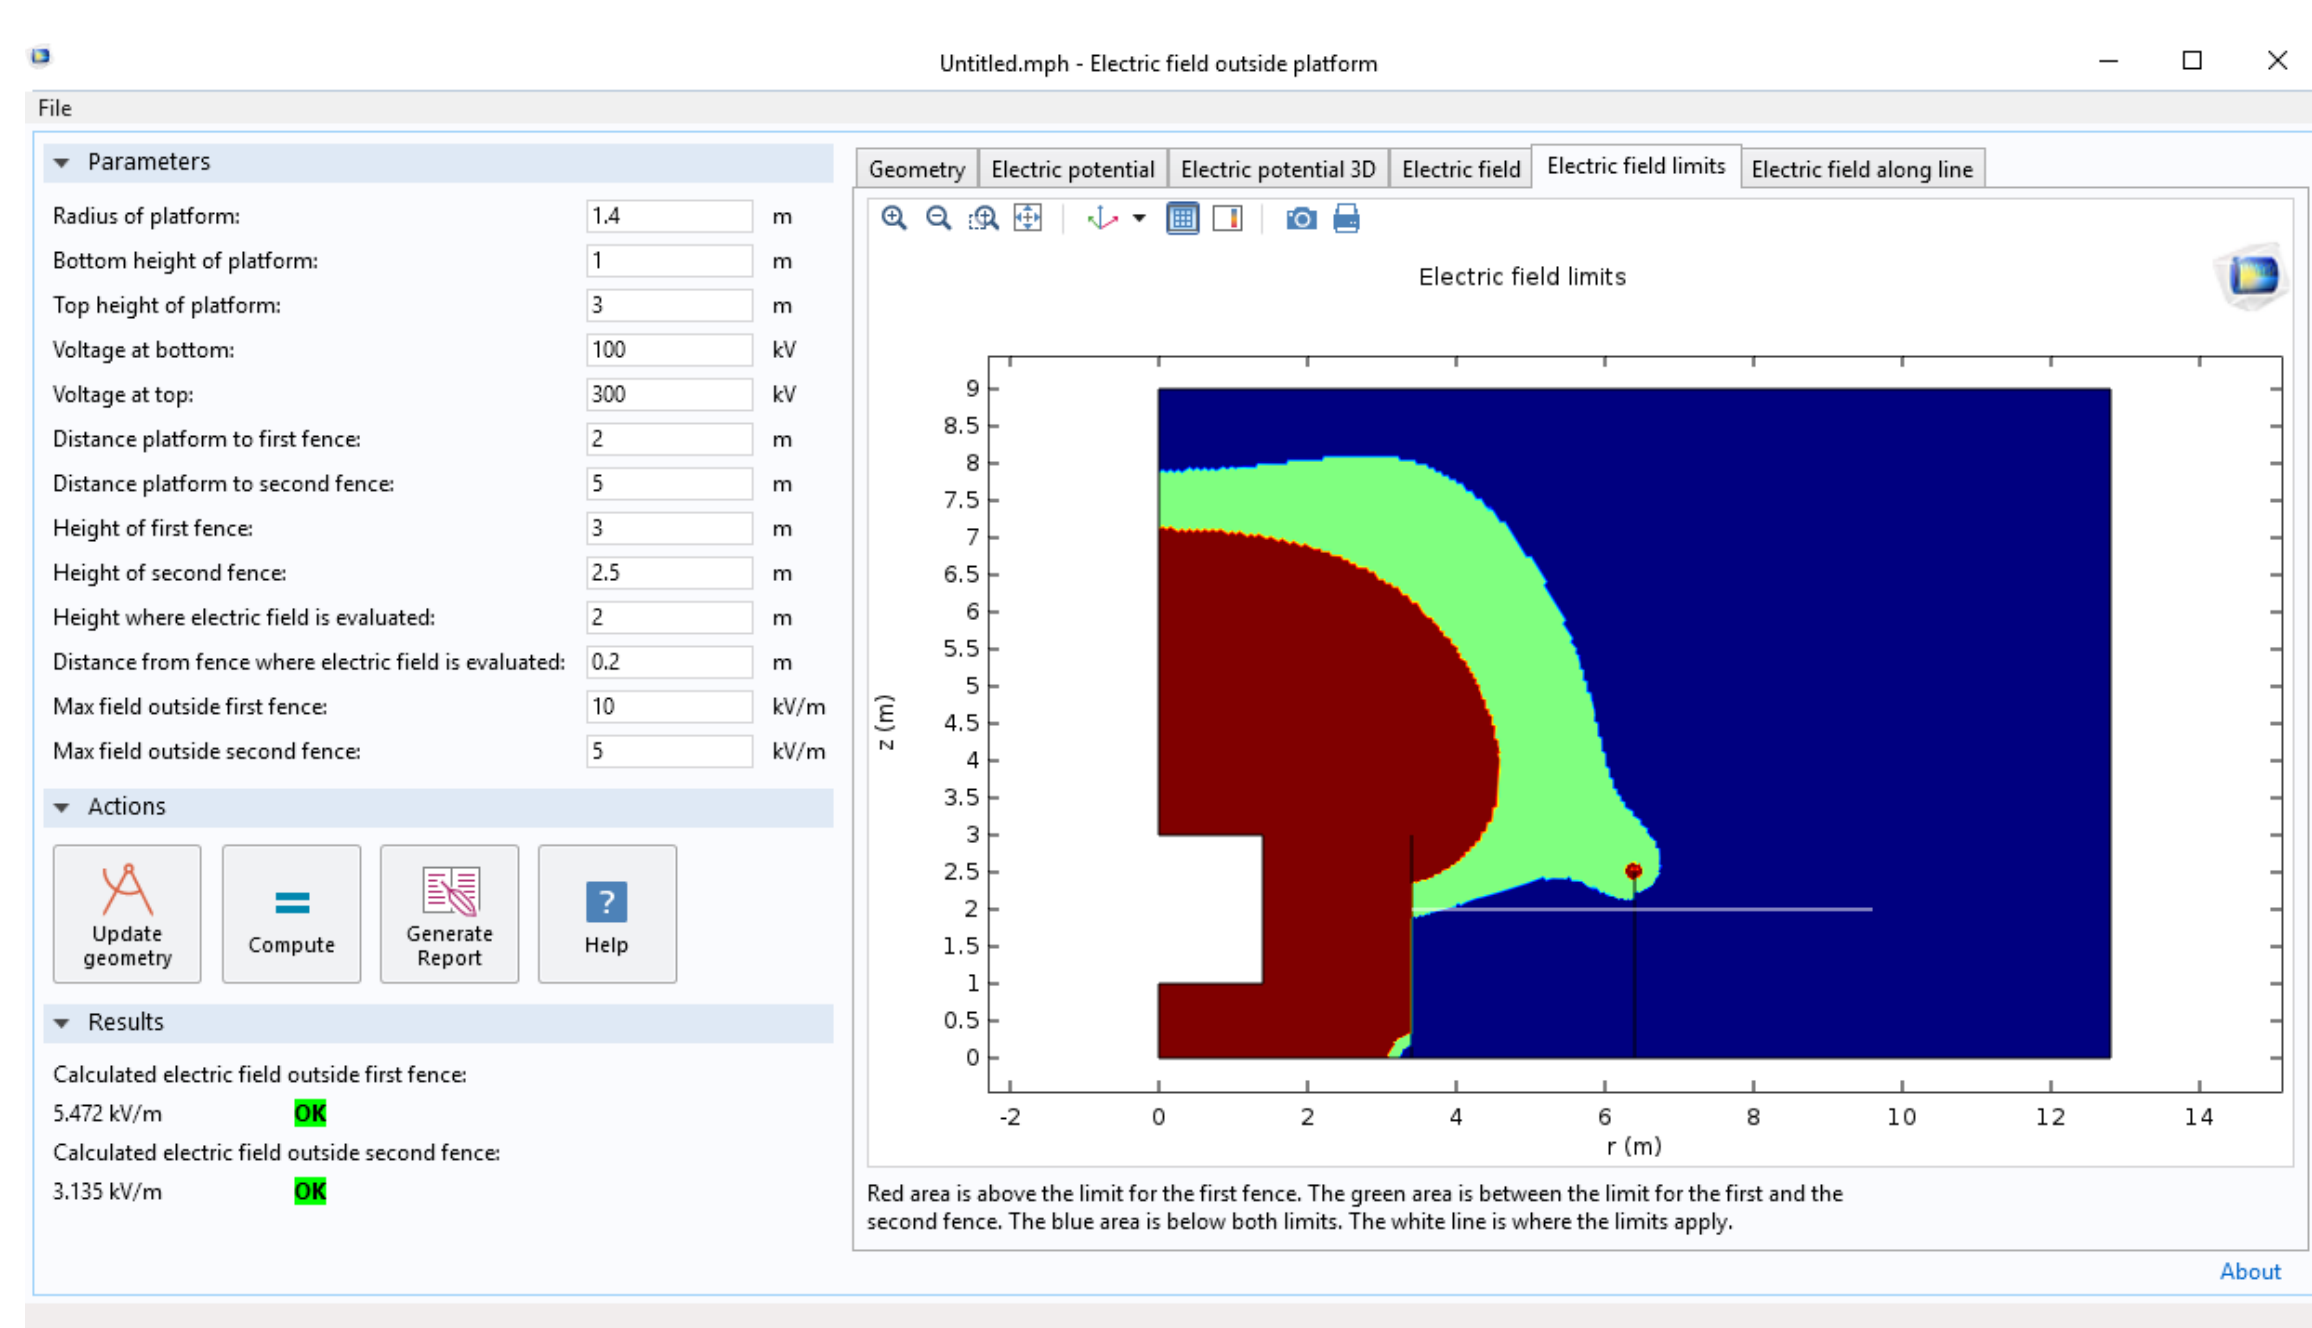 Untitled.mph - Electric field outside platform
File
Parameters
Radius of platform: 1.4 m
Bottom height of platform: 1 m
Top height of platform: 3 m
Voltage at bottom: 100 kV
Voltage at top: 300 kV
Distance platform to first fence: 2 m
Distance platform to second fence: 5 m
Height of first fence: 3 m
Height of second fence: 2.5 m
Height where electric field is evaluated: 2 m
Distance from fence where electric field is evaluated: 0.2 m
Max field outside first fence: 10 kV/m
Max field outside second fence: 5 kV/m
Actions
Update
geometry
Compute
Generate
Report
?
Help
Results
Calculated electric field outside first fence:
5.472 kV/m OK
Calculated electric field outside second fence:
3.135 kV/m OK
Geometry Electric potential Electric potential 3D Electric field Electric field limits Electric field along line
Electric field limits
9
8.5
8
7.5
7
6.5
6
5.5
5
4.5
4
3.5
3
2.5
2
1.5
1
0.5
0
z (m)
-2 0 2 4 6 8 10 12 14
r (m)
Red area is above the limit for the first fence. The green area is between the limit for the first and the
second fence. The blue area is below both limits. The white line is where the limits apply.
About